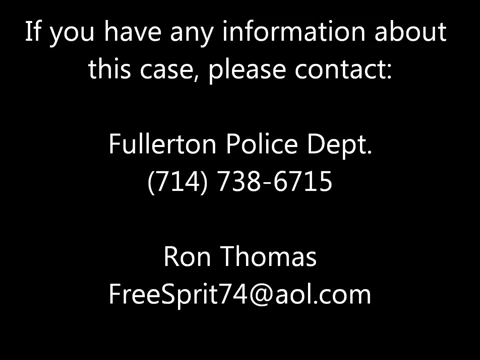 If you have any information about
this case, please contact:
Fullerton Police Dept.
(714) 738-6715
Ron Thomas
FreeSprit74@aol.com